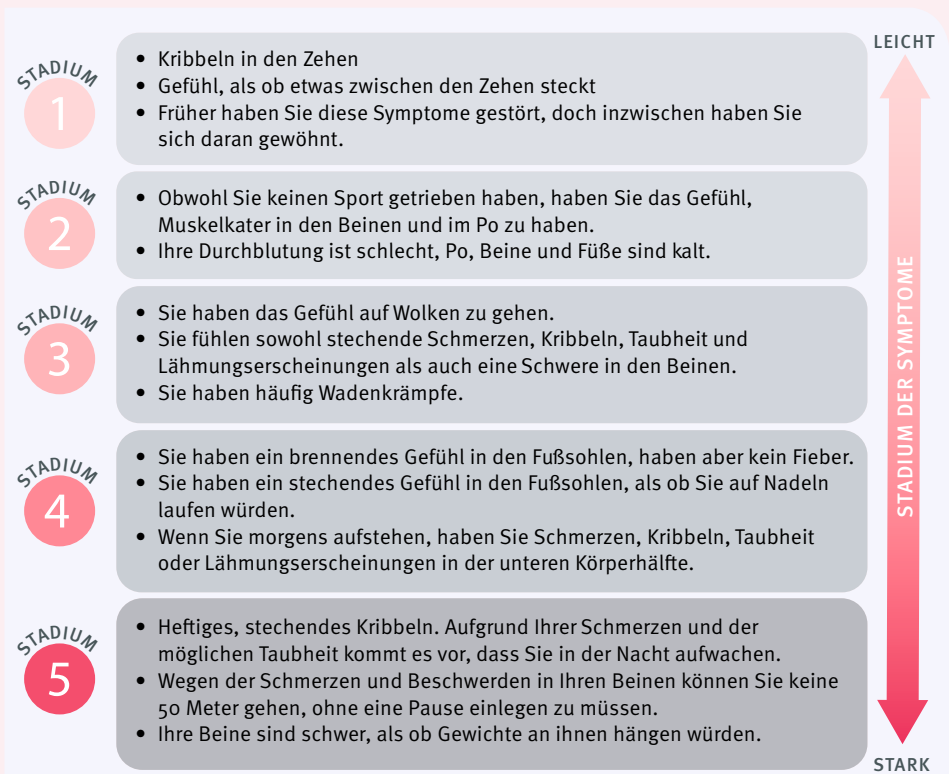 LEICHT
STADIUM
1
• Kribbeln in den Zehen
• Gefühl, als ob etwas zwischen den Zehen steckt
• Früher haben Sie diese Symptome gestört, doch inzwischen haben Sie
sich daran gewöhnt.
STADIUM
2
• Obwohl Sie keinen Sport getrieben haben, haben Sie das Gefühl,
Muskelkater in den Beinen und im Po zu haben.
• Ihre Durchblutung ist schlecht, Po, Beine und Füße sind kalt.
STADIUM
3
• Sie haben das Gefühl auf Wolken zu gehen.
• Sie fühlen sowohl stechende Schmerzen, Kribbeln, Taubheit und
Lähmungserscheinungen als auch eine Schwere in den Beinen.
• Sie haben häufig Wadenkrämpfe.
STADIUM DER SYMPTOME
STADIUM
4
• Sie haben ein brennendes Gefühl in den Fußsohlen, haben aber kein Fieber.
• Sie haben ein stechendes Gefühl in den Fußsohlen, als ob Sie auf Nadeln
laufen würden.
• Wenn Sie morgens aufstehen, haben Sie Schmerzen, Kribbeln, Taubheit
oder Lähmungserscheinungen in der unteren Körperhälfte.
STADIUM
5
• Heftiges, stechendes Kribbeln. Aufgrund Ihrer Schmerzen und der
möglichen Taubheit kommt es vor, dass Sie in der Nacht aufwachen.
• Wegen der Schmerzen und Beschwerden in Ihren Beinen können Sie keine
50 Meter gehen, ohne eine Pause einlegen zu müssen.
• Ihre Beine sind schwer, als ob Gewichte an ihnen hängen würden.
STARK